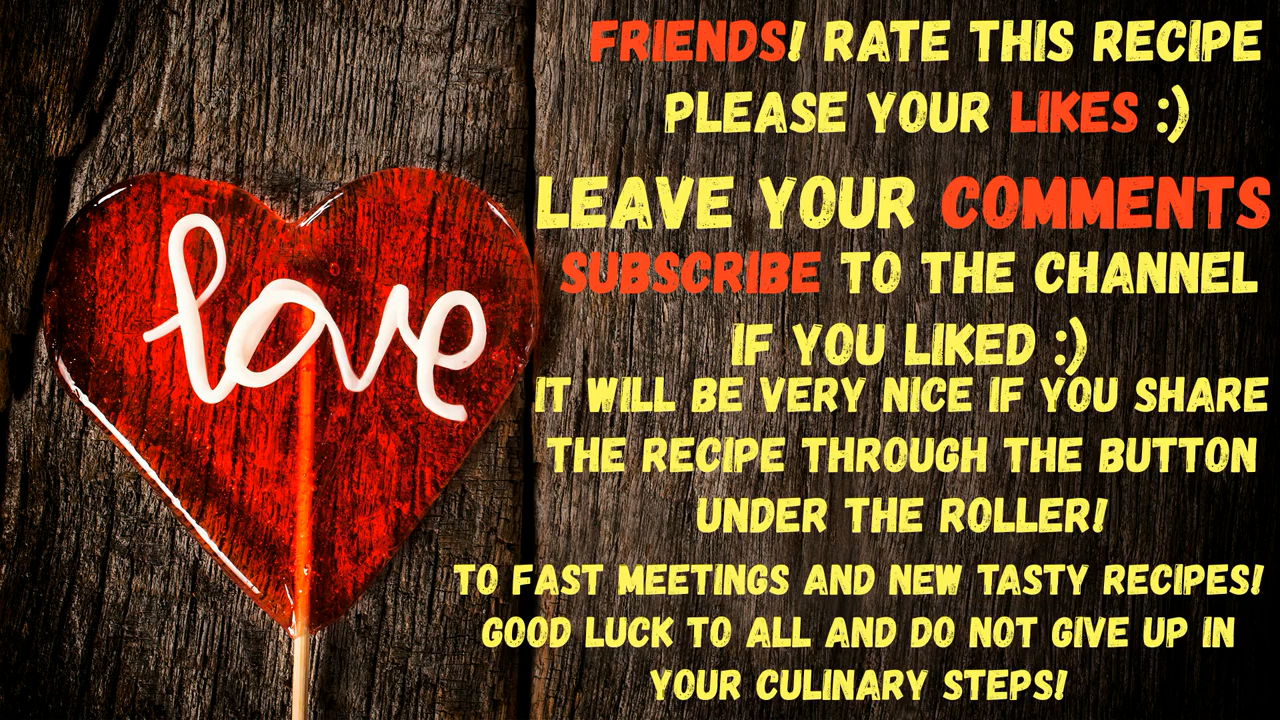 love
FRIENDS! RATE THIS RECIPE
PLEASE YOUR LIKES :)
LEAVE YOUR COMMENTS
SUBSCRIBE TO THE CHANNEL
IF YOU LIKED :)
IT WILL BE VERY NICE IF YOU SHARE
THE RECIPE THROUGH THE BUTTON
UNDER THE ROLLER!
TO FAST MEETINGS AND NEW TASTY RECIPES!
GOOD LUCK TO ALL AND DO NOT GIVE UP IN
YOUR CULINARY STEPS!